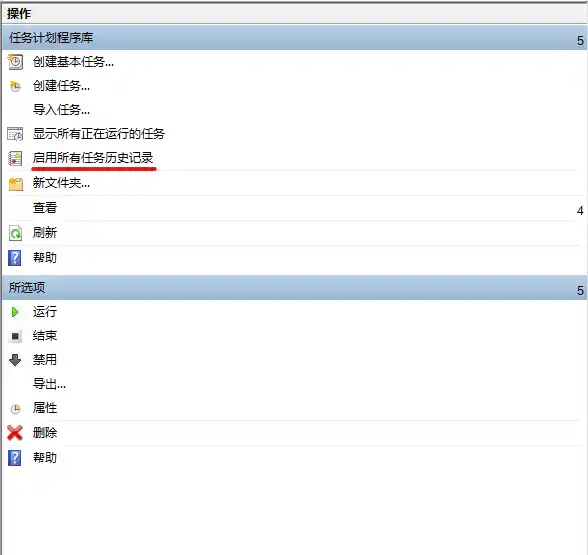 操作
任务计划程序库 5
创建基本任务...
创建任务...
导入任务...
显示所有正在运行的任务
启用所有任务历史记录
新文件夹...
查看 4
刷新
帮助
所选项 5
运行
结束
禁用
导出...
属性
删除
帮助